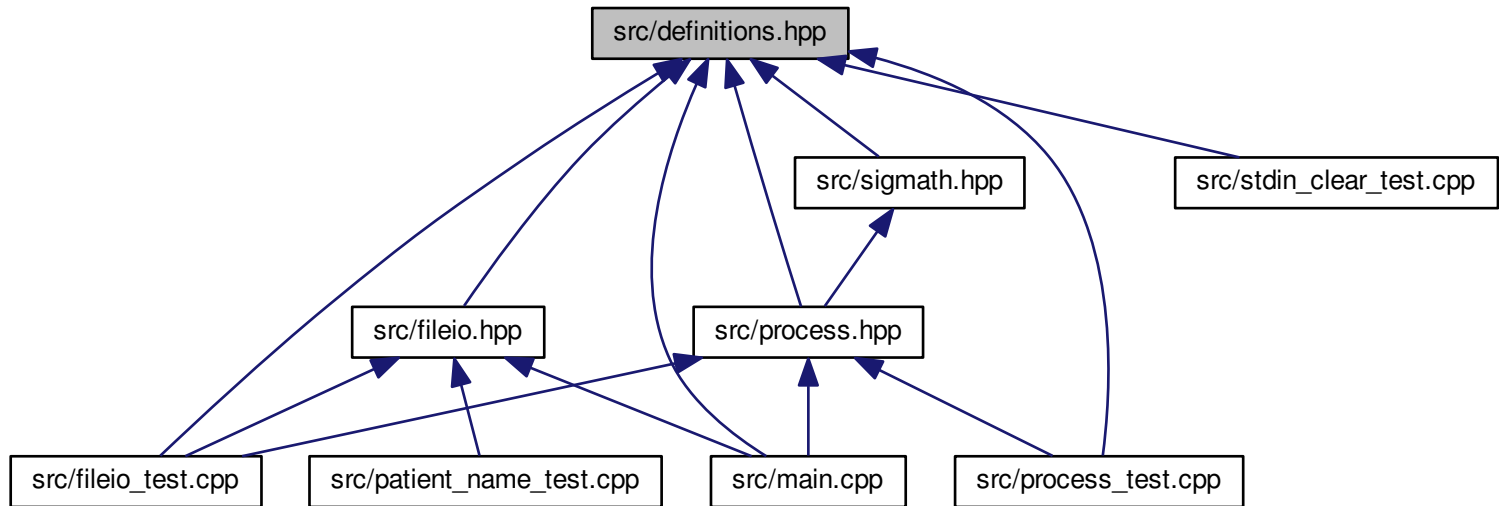 src/definitions.hpp
src/sigmath.hpp
src/stdin_clear_test.cpp
src/fileio.hpp
src/process.hpp
src/fileio_test.cpp
src/patient_name_test.cpp
src/main.cpp
src/process_test.cpp